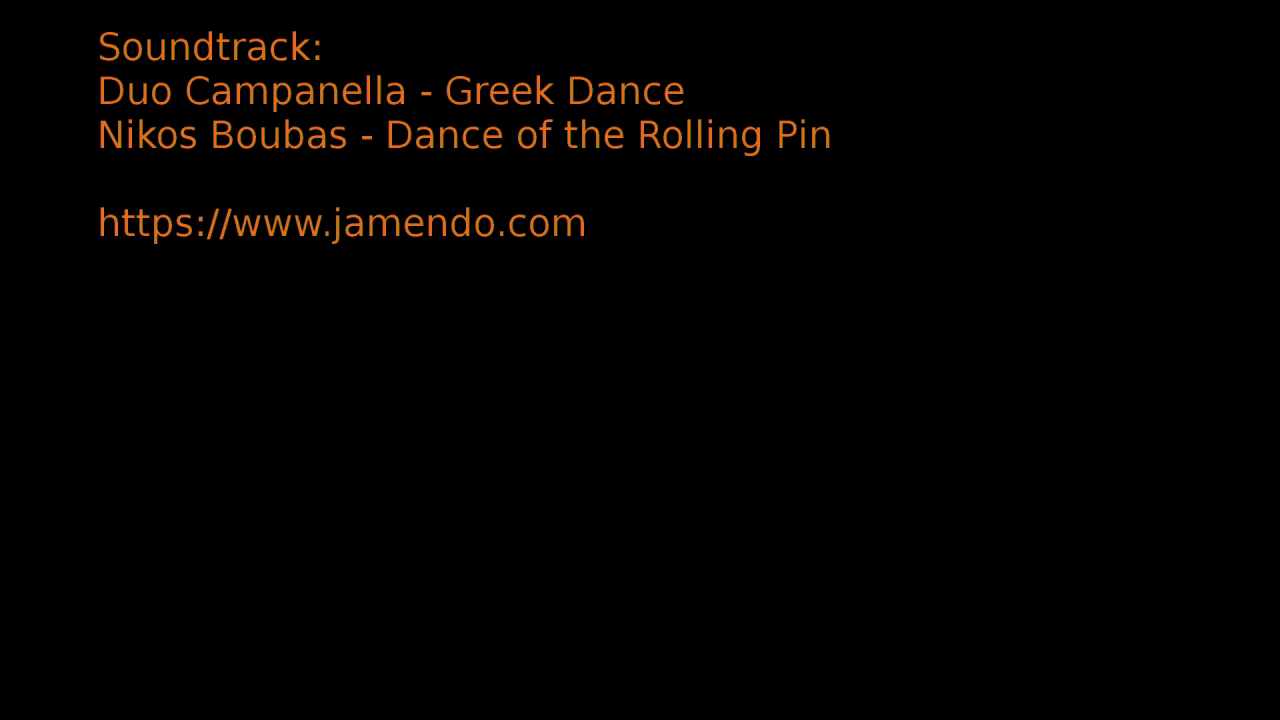 Soundtrack:
Duo Campanella - Greek Dance
Nikos Boubas - Dance of the Rolling Pin
https://www.jamendo.com